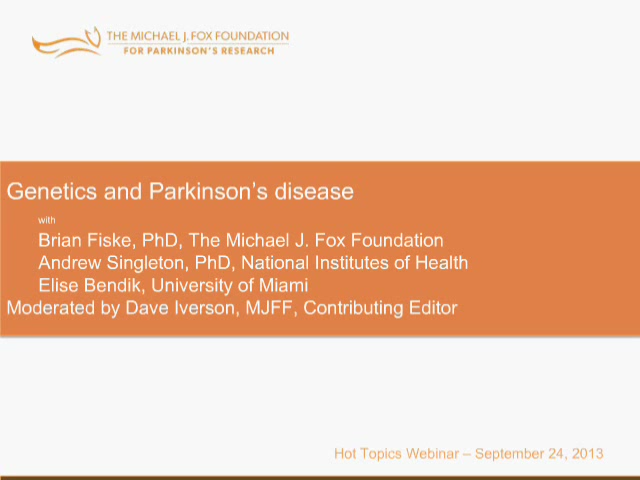 THE MICHAEL J. FOX FOUNDATION
FOR PARKINSON'S RESEARCH
Genetics and Parkinson's disease
with
Brian Fiske, PhD, The Michael J. Fox Foundation
Andrew Singleton, PhD, National Institutes of Health
Elise Bendik, University of Miami
Moderated by Dave Iverson, MJFF, Contributing Editor
Hot Topics Webinar – September 24, 2013